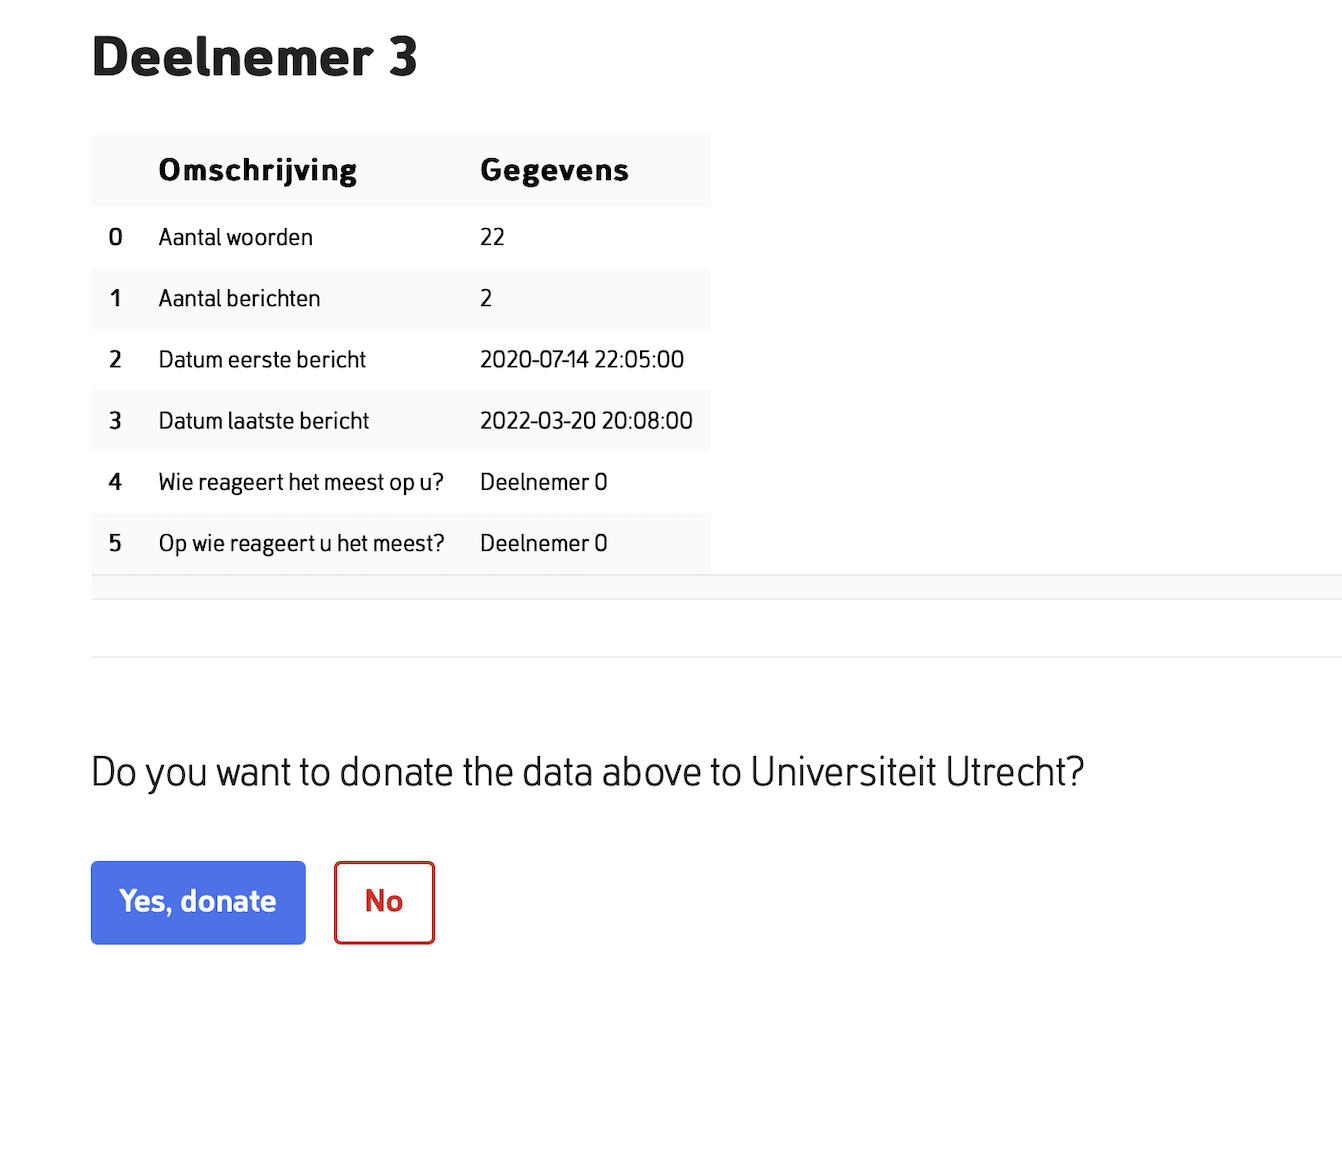 Deelnemer 3
Omschrijving Gegevens
0 Aantal woorden 22
1 Aantal berichten 2
2 Datum eerste bericht 2020-07-14 22:05:00
3 Datum laatste bericht 2022-03-20 20:08:00
4 Wie reageert het meest op u? Deelnemer 0
5 Op wie reageert u het meest? Deelnemer 0
Do you want to donate the data above to Universiteit Utrecht?
Yes, donate No